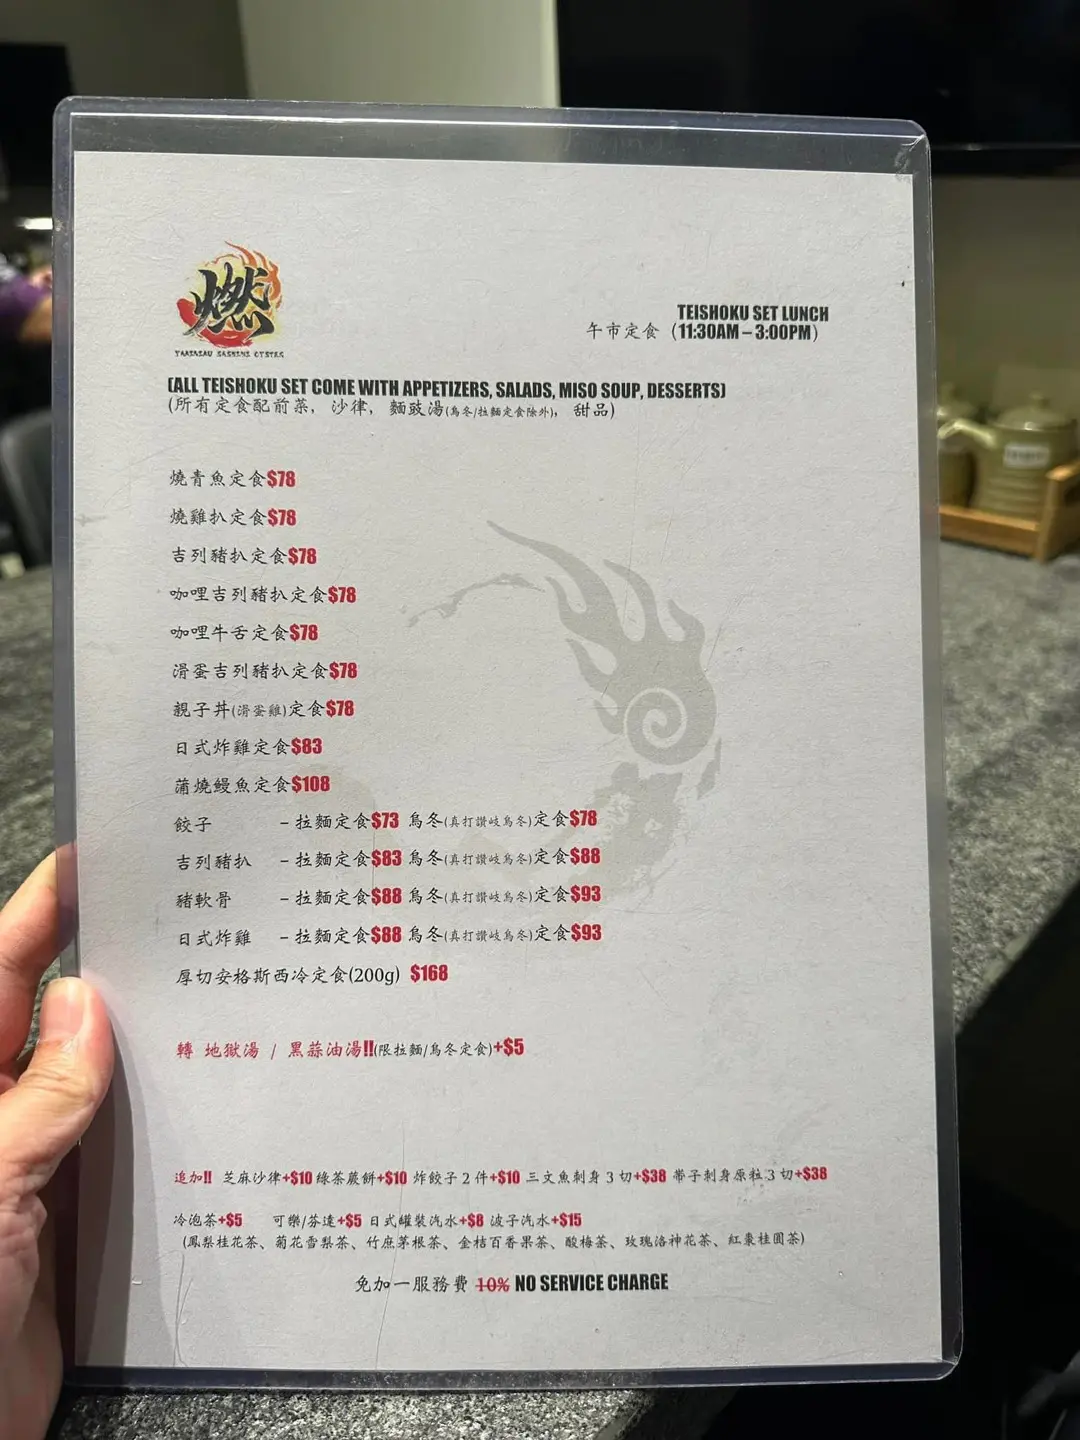 燃
YAKINIKU SASHIMI OYSTER
TEISHOKU SET LUNCH
午市定食 (11:30AM – 3:00PM)
(ALL TEISHOKU SET COME WITH APPETIZERS, SALADS, MISO SOUP, DESSERTS)
(所有定食配前菜, 沙律, 麵豉湯(烏冬/拉麵定食除外), 甜品)
燒青魚定食$78
燒雞扒定食$78
吉列豬扒定食$78
咖哩吉列豬扒定食$78
咖哩牛舌定食$78
滑蛋吉列豬扒定食$78
親子丼(滑蛋雞)定食$78
日式炸雞定食$83
蒲燒鰻魚定食$108
餃子 – 拉麵定食$73 烏冬(真打讚岐烏冬)定食$78
吉列豬扒 – 拉麵定食$83 烏冬(真打讚岐烏冬)定食$88
豬軟骨 – 拉麵定食$88 烏冬(真打讚岐烏冬)定食$93
日式炸雞 – 拉麵定食$88 烏冬(真打讚岐烏冬)定食$93
厚切安格斯西冷定食(200g) $168
轉 地獄湯 / 黑蒜油湯!!(限拉麵/烏冬定食)+$5
追加!! 芝麻沙律+$10 綠茶蕨餅+$10 炸餃子 2 件+$10 三文魚刺身 3 切+$38 帶子刺身原粒 3 切+$38
冷泡茶+$5 可樂/芬達+$5 日式罐裝汽水+$8 波子汽水+$15
(鳳梨桂花茶、菊花雪梨茶、竹庶茅根茶、金桔百香果茶、酸梅茶、玫瑰洛神花茶、紅棗桂圓茶)
免加一服務費 10% NO SERVICE CHARGE